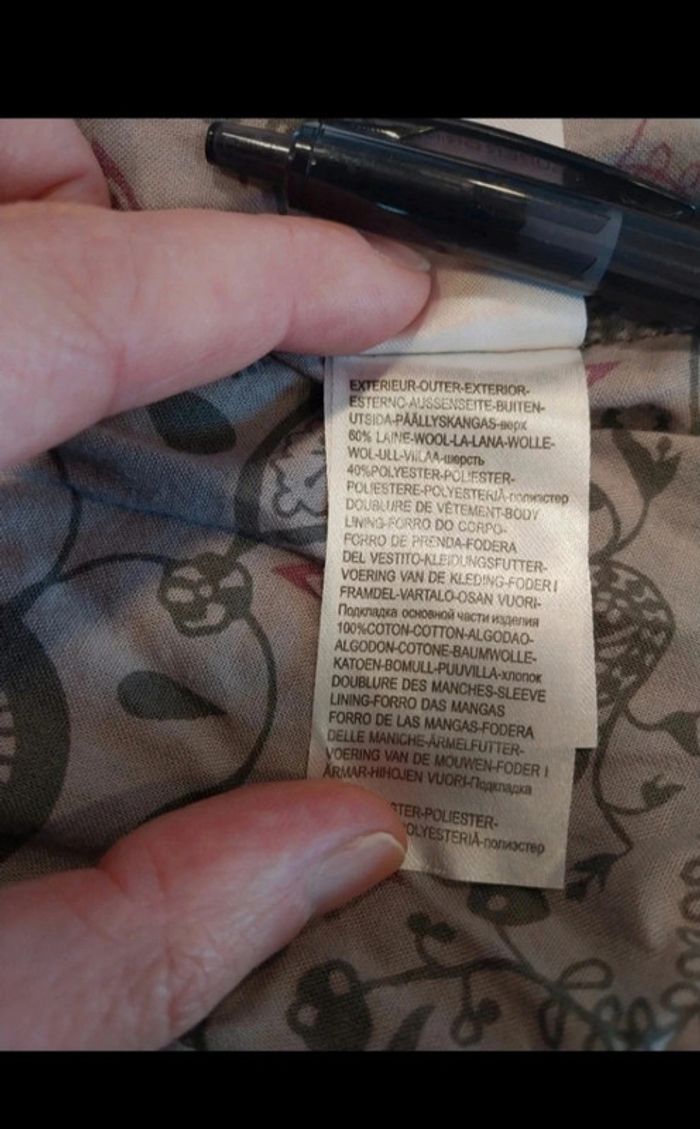 EXTERIEUR-OUTER-EXTERIOR-
ESTERNO-AUSSENSEITE-BUITEN-
UTSIDA-PÄÄLLYSKANGAS-верх
60% LAINE-WOOL-LA-LANA-WOLLE-
WOL-ULL-VILLAA-шерсть
40%POLYESTER-POLIESTER-
POLIESTERE-POLYESTERIÄ-полиэстер
DOUBLURE DE VÊTEMENT-BODY
LINING-FORRO DO CORPO-
FORRO DE PRENDA-FODERA
DEL VESTITO-KLEIDUNGSFUTTER-
VOERING VAN DE KLEDING-FODER I
FRAMDEL-VARTALO-OSAN VUORI-
Подкладка основной части изделия
100%COTON-COTTON-ALGODAO-
ALGODON-COTONE-BAUMWOLLE-
KATOEN-BOMULL-PUUVILLA-хлопок
DOUBLURE DES MANCHES-SLEEVE
LINING-FORRO DAS MANGAS
FORRO DE LAS MANGAS-FODERA
DELLE MANICHE-ÄRMELFUTTER-
VOERING VAN DE MOUWEN-FODER I
ÄRMAR-HIHOJEN VUORI-Подкладка
STER-POLIESTER-
OLYESTERIÄ-полиэстер